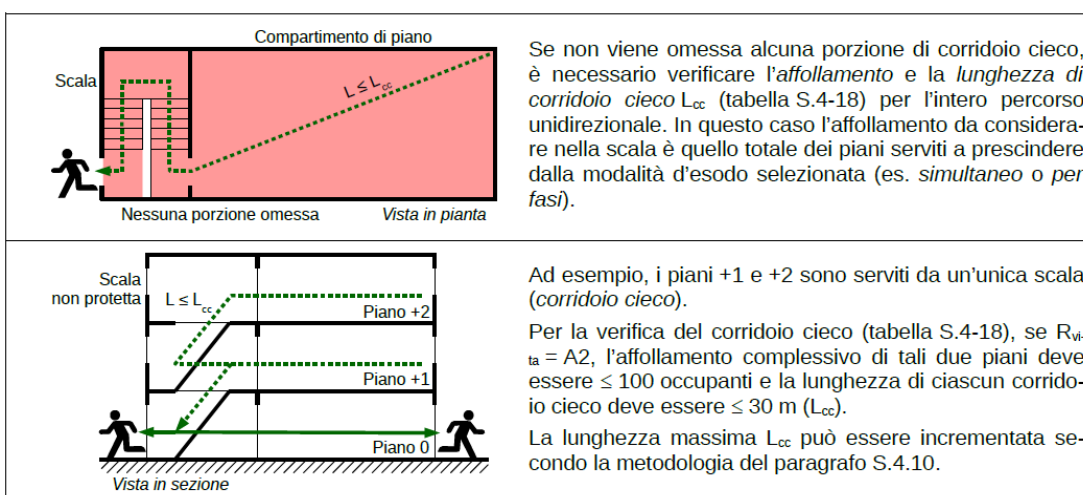 Compartimento di piano
Scala
L ≤ Lcc
Nessuna porzione omessa
Vista in pianta
Se non viene omessa alcuna porzione di corridoio cieco,
è necessario verificare l'affollamento e la lunghezza di
corridoio cieco Lcc (tabella S.4-18) per l'intero percorso
unidirezionale. In questo caso l'affollamento da considera-
re nella scala è quello totale dei piani serviti a prescindere
dalla modalità d'esodo selezionata (es. simultaneo o per
fasi).
Scala
non protetta
L ≤ Lcc
Piano +2
Piano +1
Piano 0
Vista in sezione
Ad esempio, i piani +1 e +2 sono serviti da un'unica scala
(corridoio cieco).
Per la verifica del corridoio cieco (tabella S.4-18), se Rvi-
ta = A2, l'affollamento complessivo di tali due piani deve
essere ≤ 100 occupanti e la lunghezza di ciascun corrido-
io cieco deve essere ≤ 30 m (Lcc).
La lunghezza massima Lcc può essere incrementata se-
condo la metodologia del paragrafo S.4.10.